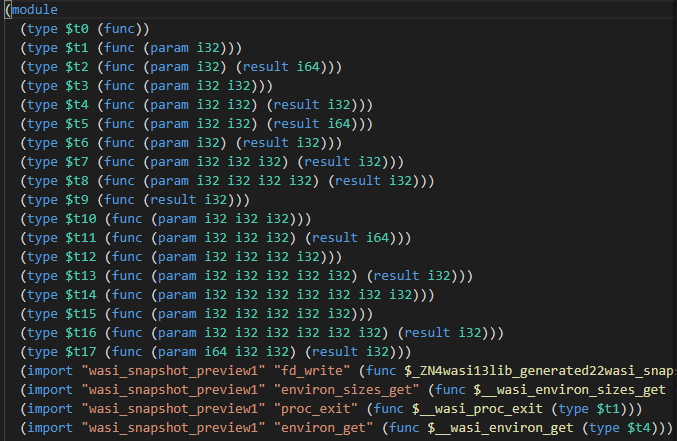 (module
(type $t0 (func))
(type $t1 (func (param i32)))
(type $t2 (func (param i32) (result i64)))
(type $t3 (func (param i32 i32)))
(type $t4 (func (param i32 i32) (result i32)))
(type $t5 (func (param i32 i32) (result i64)))
(type $t6 (func (param i32) (result i32)))
(type $t7 (func (param i32 i32 i32) (result i32)))
(type $t8 (func (param i32 i32 i32 i32) (result i32)))
(type $t9 (func (result i32)))
(type $t10 (func (param i32 i32 i32)))
(type $t11 (func (param i32 i32 i32) (result i64)))
(type $t12 (func (param i32 i32 i32 i32)))
(type $t13 (func (param i32 i32 i32 i32 i32) (result i32)))
(type $t14 (func (param i32 i32 i32 i32 i32 i32 i32)))
(type $t15 (func (param i32 i32 i32 i32 i32)))
(type $t16 (func (param i32 i32 i32 i32 i32 i32) (result i32)))
(type $t17 (func (param i64 i32 i32) (result i32)))
(import "wasi_snapshot_preview1" "fd_write" (func $_ZN4wasi13lib_generated22wasi_snap
(import "wasi_snapshot_preview1" "environ_sizes_get" (func $__wasi_environ_sizes_get
(import "wasi_snapshot_preview1" "proc_exit" (func $__wasi_proc_exit (type $t1)))
(import "wasi_snapshot_preview1" "environ_get" (func $__wasi_environ_get (type $t4)))